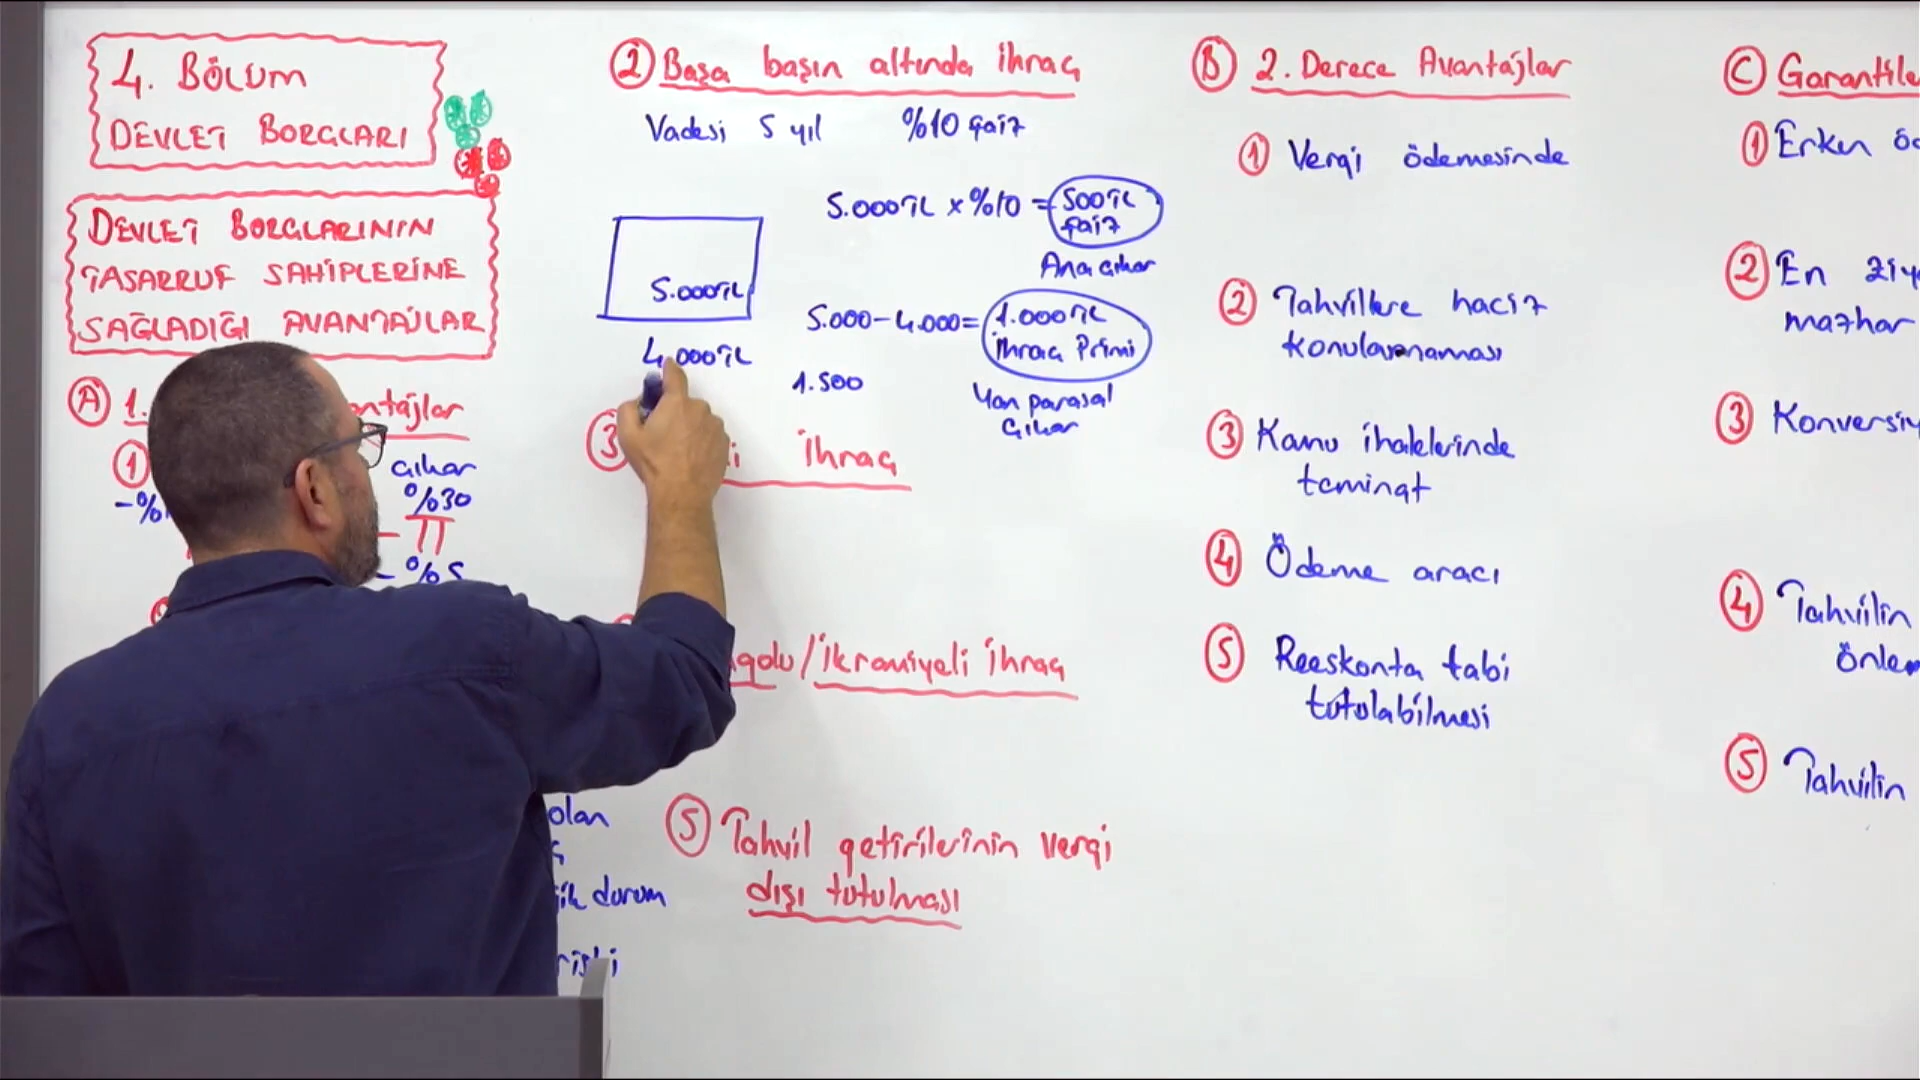 4. BÖLÜM
DEVLET BORÇLARI
DEVLET BORÇLARININ
TASARRUF SAHİPLERİNE
SAĞLADIĞI AVANTAJLAR
A 1.
1 çıkar
%30
- %5
olan
durum
riski
2 Başa başın altında ihraç
Vadesi 5 yıl %10 faiz
5.000TL
4.000TL
5.000TL x %10 = 500TL
faiz
Ana çıkar
5.000-4.000= 1.000TL
İhraç Primi
1.500
Yan parasal
çıkar
3 İhraç
/İkramiyeli ihraç
5 Tahvil getirilerinin vergi
dışı tutulması
B 2. Derece Avantajlar
1 Vergi ödemesinde
2 Tahvillere haciz
konulamaması
3 Kamu ihalelerinde
teminat
4 Ödeme aracı
5 Reeskonta tabi
tutulabilmesi
C Garantile
1 Erken öd
2 En ziy
mazhar
3 Konversiy
4 Tahvilin
önlen
5 Tahvilin